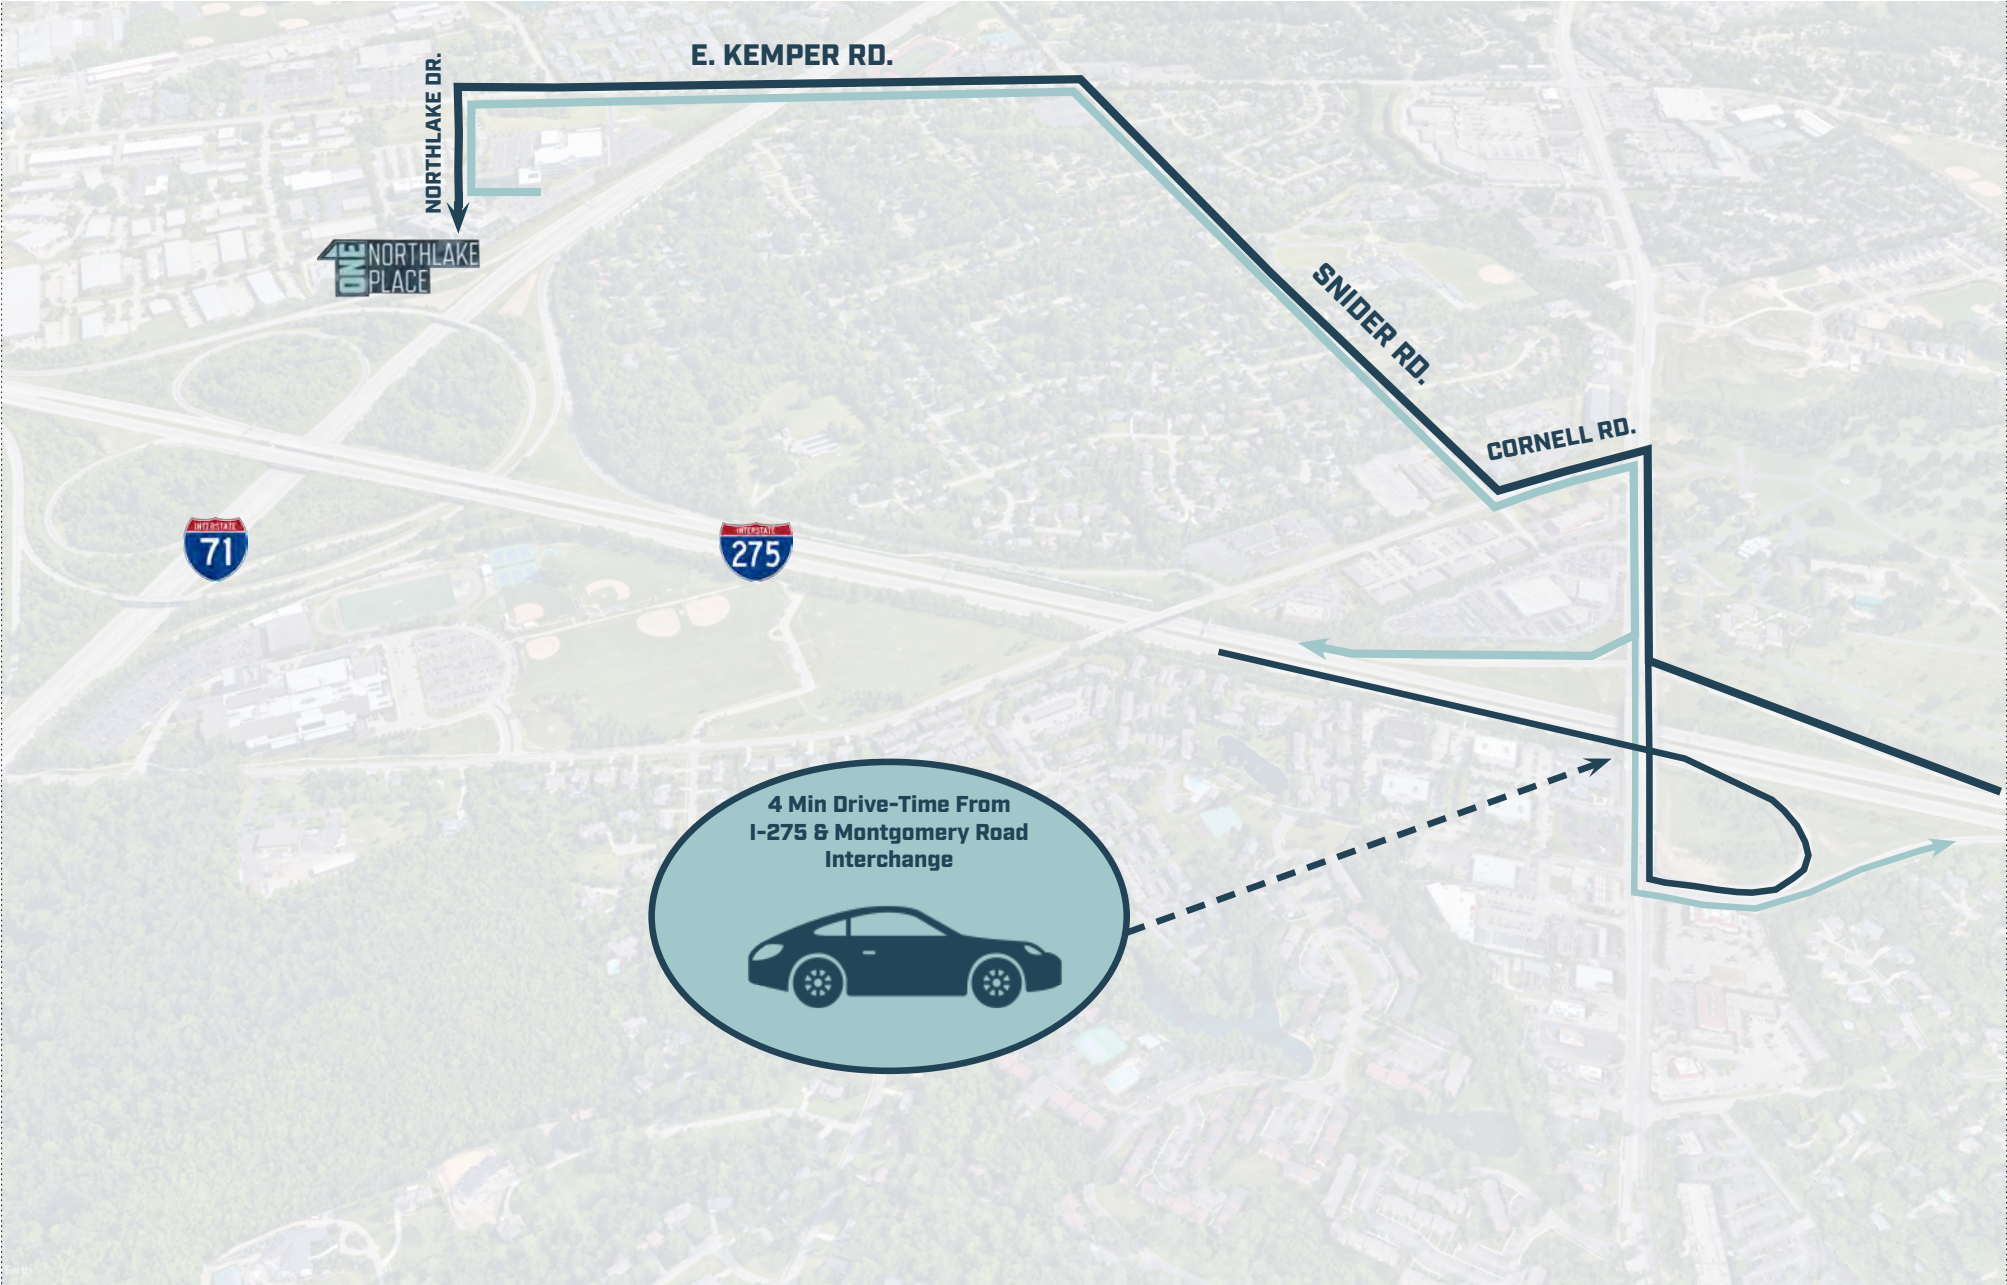 E. KEMPER RD.
NORTHLAKE DR.
ONE
NORTHLAKE
PLACE
SNIDER RD.
CORNELL RD.
INTERSTATE
71
INTERSTATE
275
4 Min Drive-Time From
I-275 & Montgomery Road
Interchange